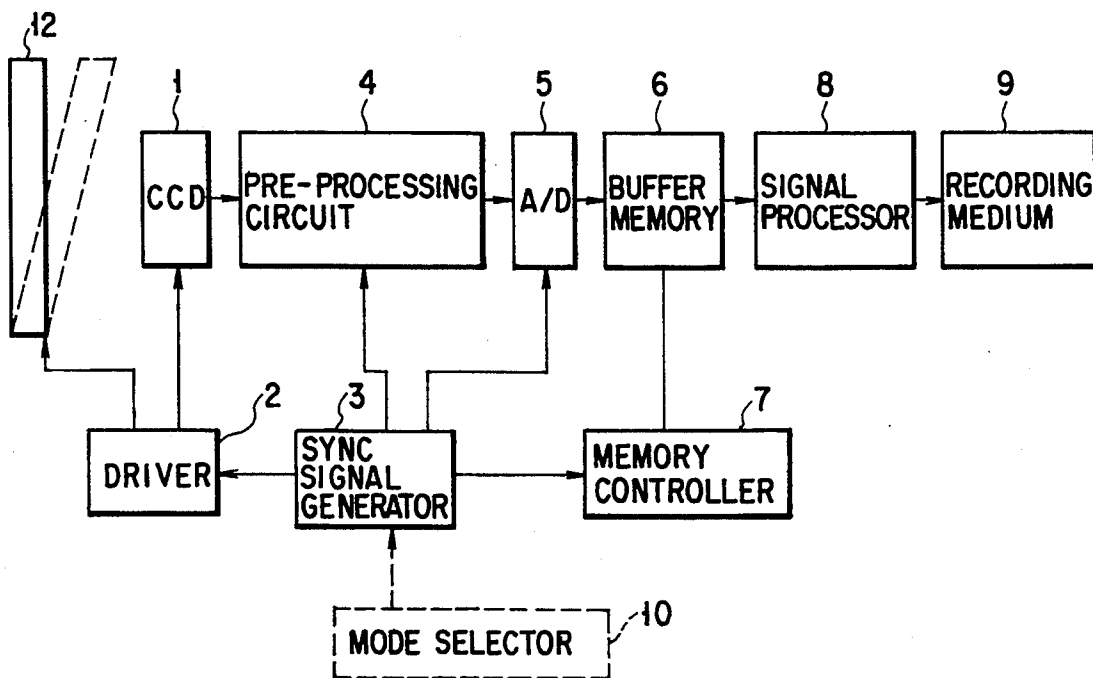 12
1
4
5
6
8
9
CCD
PRE-PROCESSING
CIRCUIT
A/D
BUFFER
MEMORY
SIGNAL
PROCESSOR
RECORDING
MEDIUM
2
3
7
DRIVER
SYNC
SIGNAL
GENERATOR
MEMORY
CONTROLLER
MODE SELECTOR
10